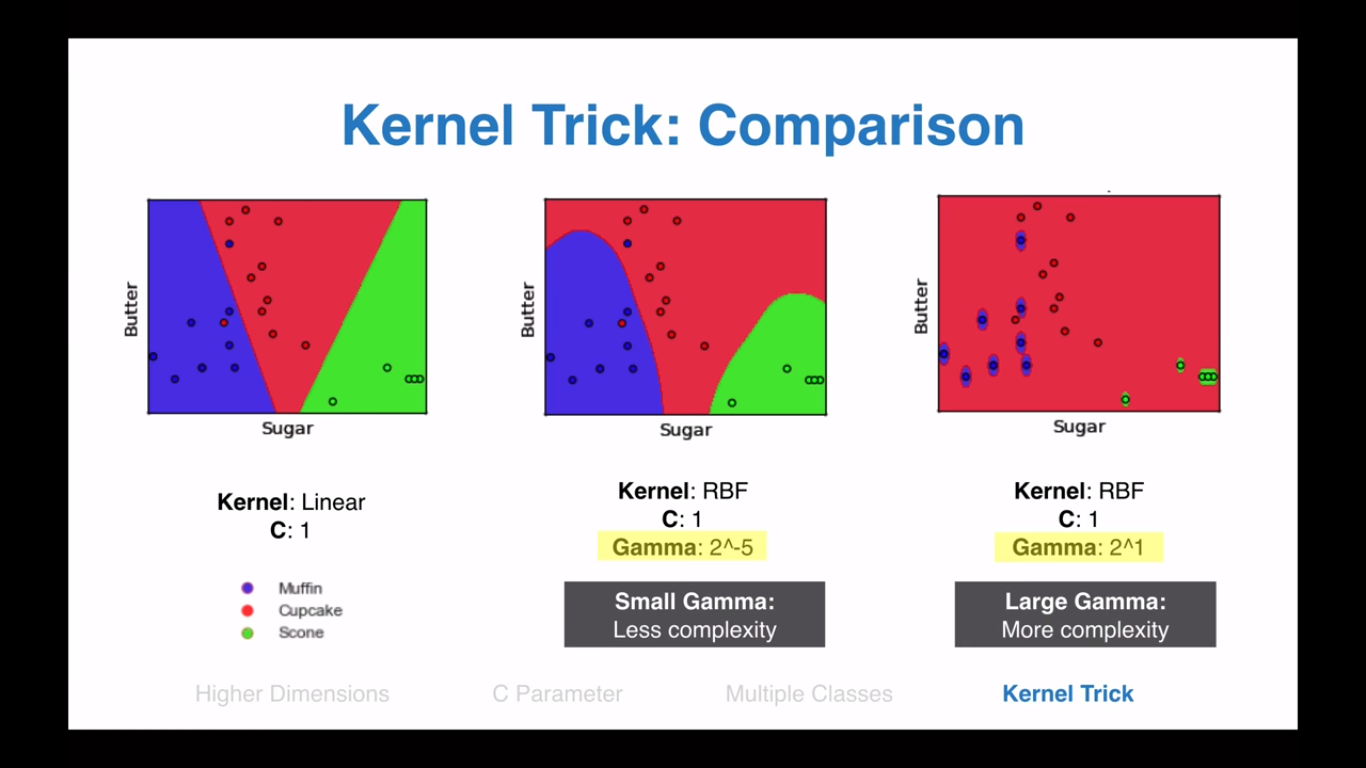 Kernel Trick: Comparison
Butter
Sugar
Butter
Sugar
Butter
Sugar
Kernel: Linear
C: 1
Muffin
Cupcake
Scone
Kernel: RBF
C: 1
Gamma: 2^-5
Small Gamma:
Less complexity
Kernel: RBF
C: 1
Gamma: 2^1
Large Gamma:
More complexity
Higher Dimensions
C Parameter
Multiple Classes
Kernel Trick